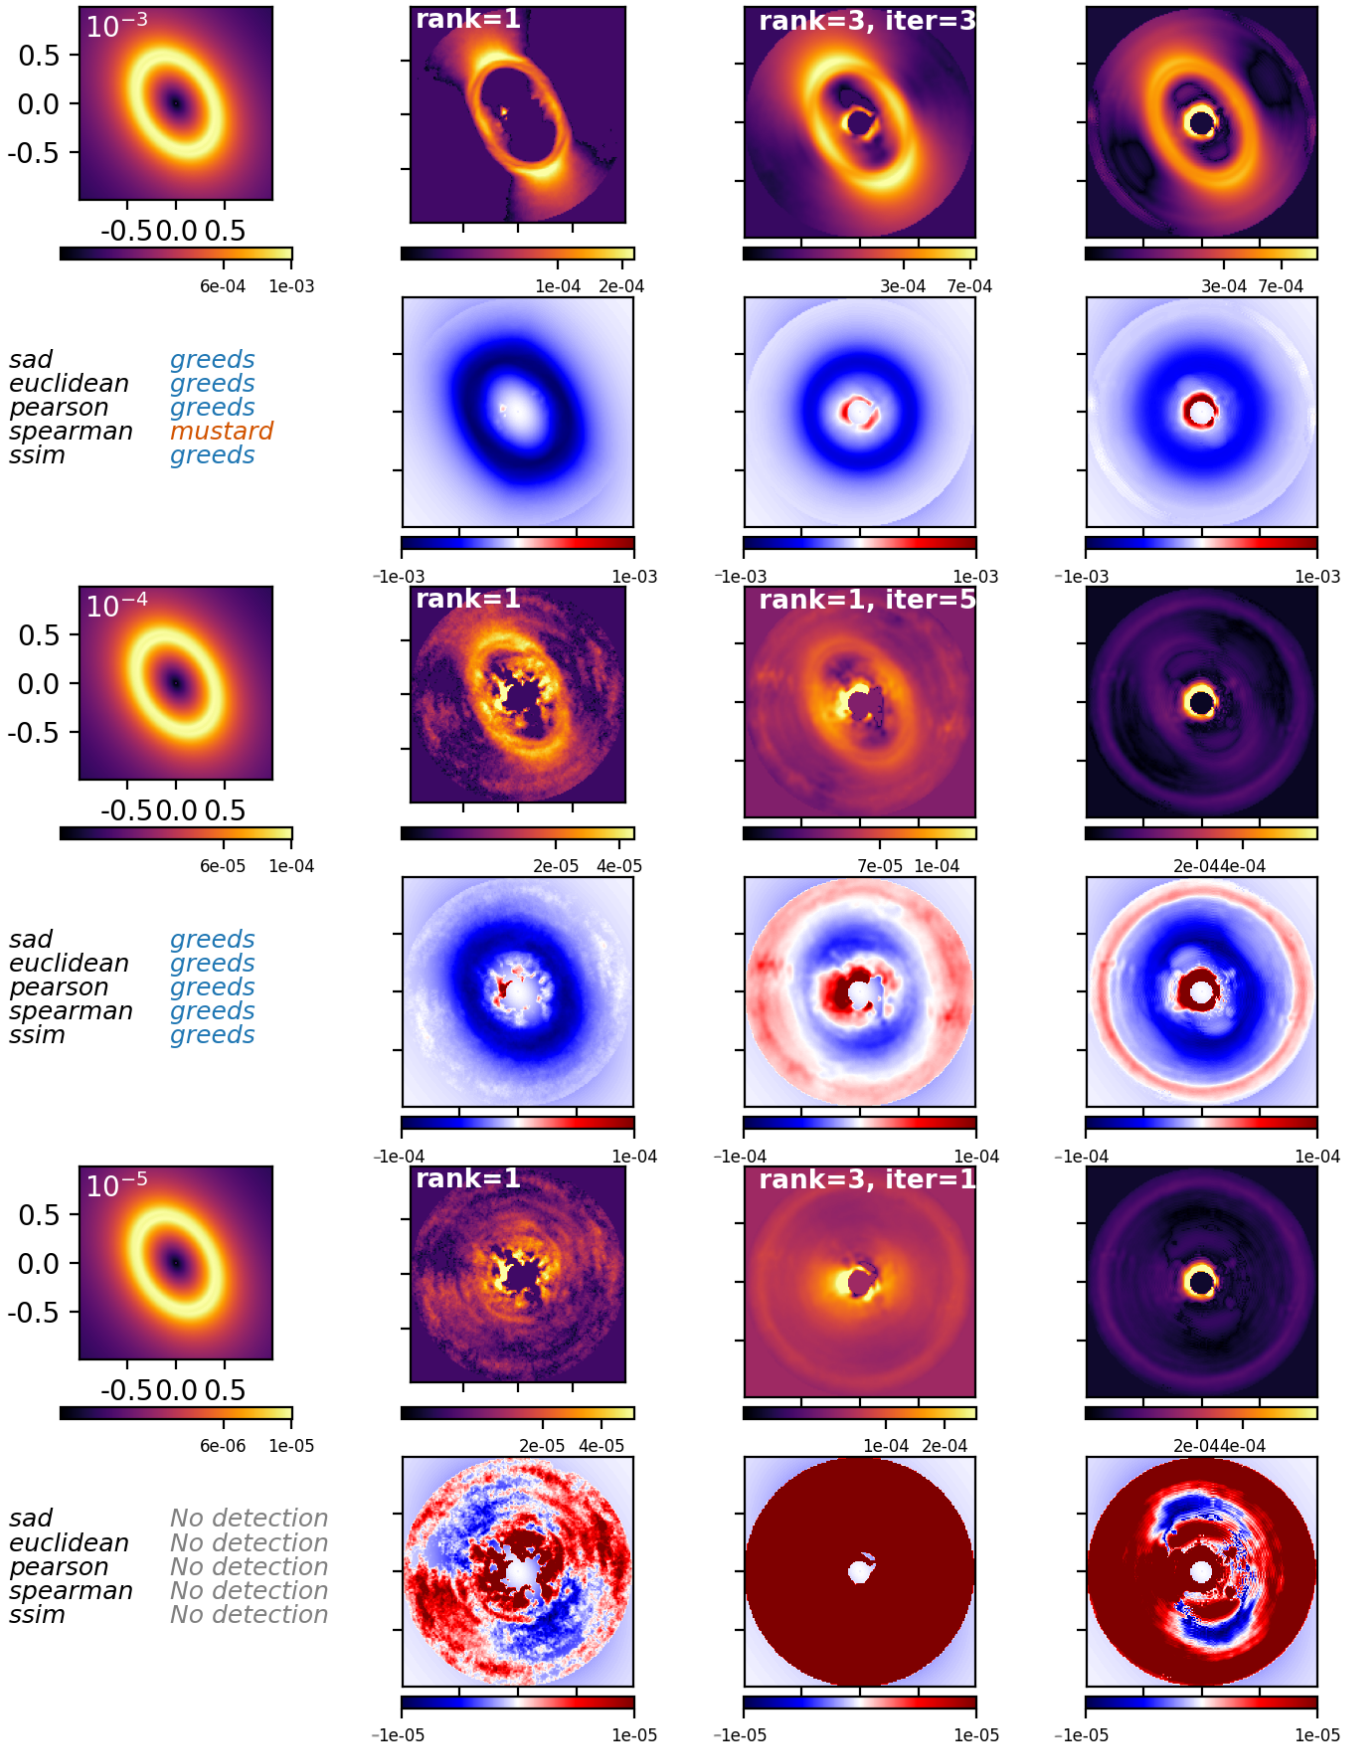 10−3
rank=1
rank=3, iter=3
0.5
0.0
-0.5
-0.5 0.0 0.5
6e-04 1e-03
1e-04 2e-04
3e-04 7e-04
3e-04 7e-04
sad greeds
euclidean greeds
pearson greeds
spearman mustard
ssim greeds
−1e-03 1e-03
−1e-03 1e-03
−1e-03 1e-03
10−4
rank=1
rank=1, iter=5
0.5
0.0
-0.5
-0.5 0.0 0.5
6e-05 1e-04
2e-05 4e-05
7e-05 1e-04
2e-044e-04
sad greeds
euclidean greeds
pearson greeds
spearman greeds
ssim greeds
−1e-04 1e-04
−1e-04 1e-04
−1e-04 1e-04
10−5
rank=1
rank=3, iter=1
0.5
0.0
-0.5
-0.5 0.0 0.5
6e-06 1e-05
2e-05 4e-05
1e-04 2e-04
2e-044e-04
sad No detection
euclidean No detection
pearson No detection
spearman No detection
ssim No detection
−1e-05 1e-05
−1e-05 1e-05
−1e-05 1e-05